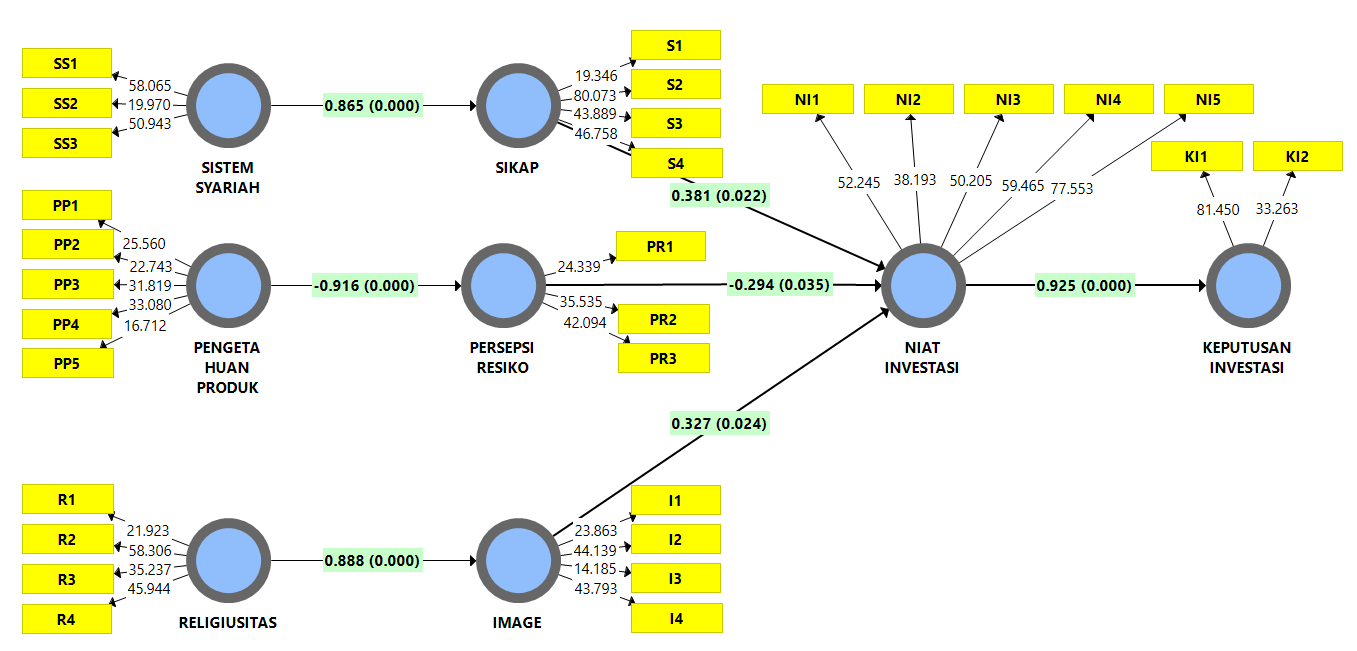 SS1
SS2
SS3
58.065
19.970
50.943
SISTEM
SYARIAH
0.865 (0.000)
SIKAP
19.346
80.073
43.889
46.758
S1
S2
S3
S4
0.381 (0.022)
PP1
PP2
PP3
PP4
PP5
25.560
22.743
31.819
33.080
16.712
PENGETA
HUAN
PRODUK
-0.916 (0.000)
PERSEPSI
RESIKO
24.339
35.535
42.094
PR1
PR2
PR3
-0.294 (0.035)
R1
R2
R3
R4
21.923
58.306
35.237
45.944
RELIGIUSITAS
0.888 (0.000)
IMAGE
23.863
44.139
14.185
43.793
I1
I2
I3
I4
0.327 (0.024)
NI1
NI2
NI3
NI4
NI5
52.245
38.193
50.205
59.465
77.553
NIAT
INVESTASI
0.925 (0.000)
KI1
KI2
81.450
33.263
KEPUTUSAN
INVESTASI